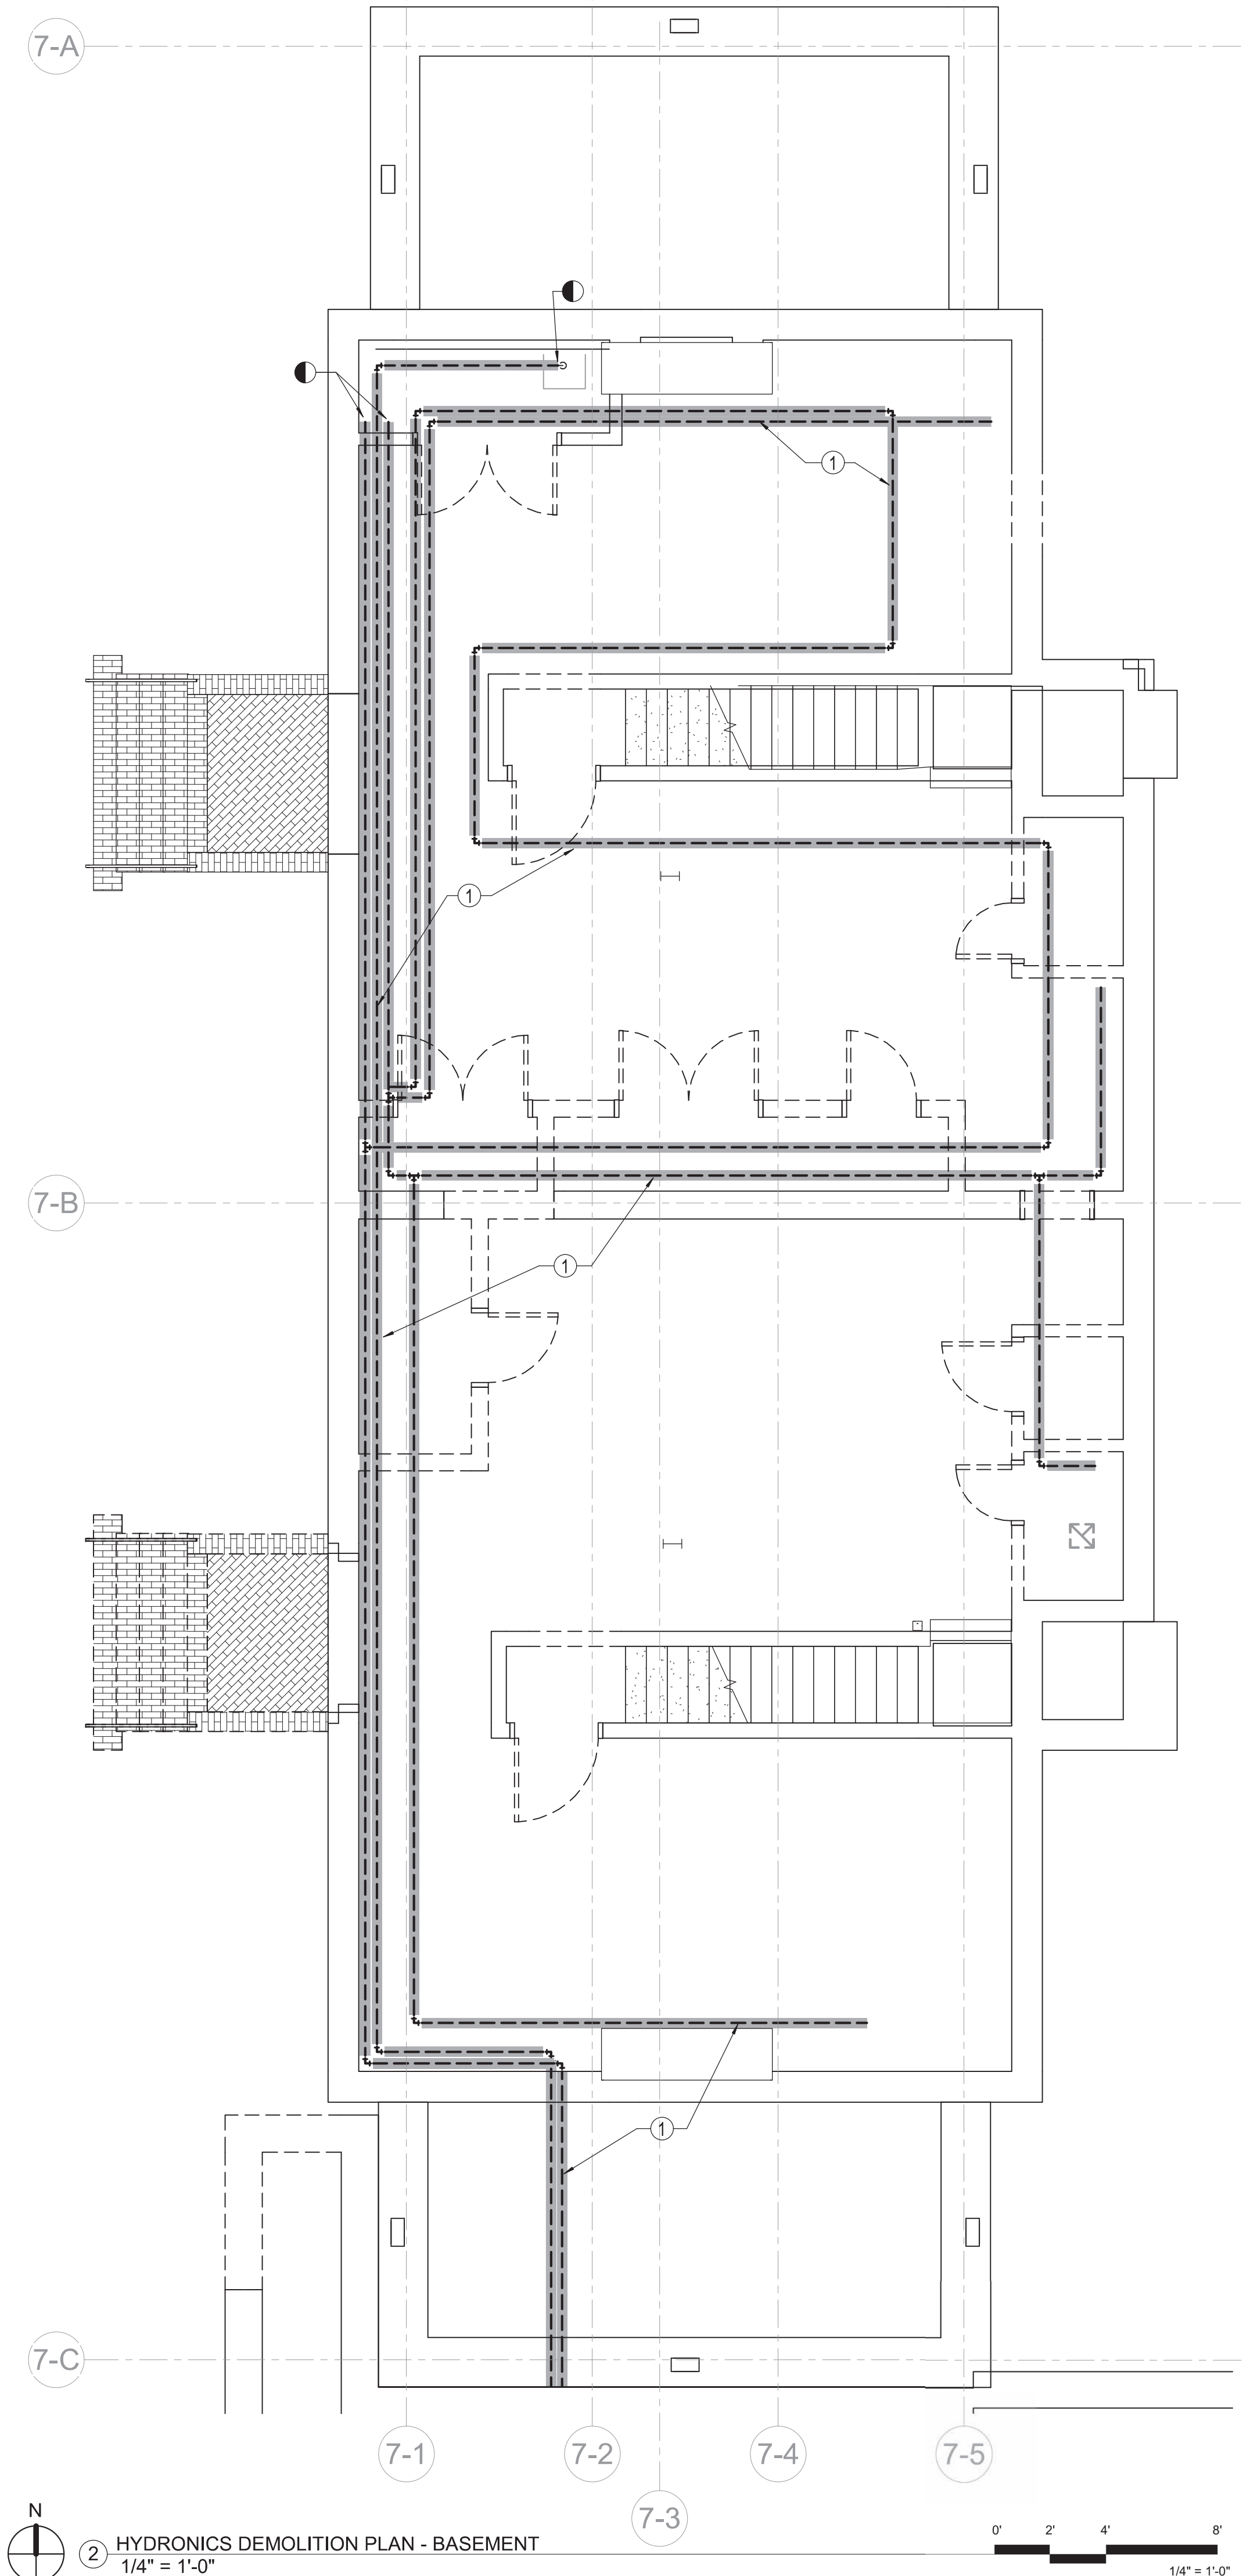 7-A
1
1
7-B
1
1
7-C
7-1
7-2
7-4
7-5
7-3
N
2 HYDRONICS DEMOLITION PLAN - BASEMENT
1/4" = 1'-0"
0' 2' 4' 8'
1/4" = 1'-0"